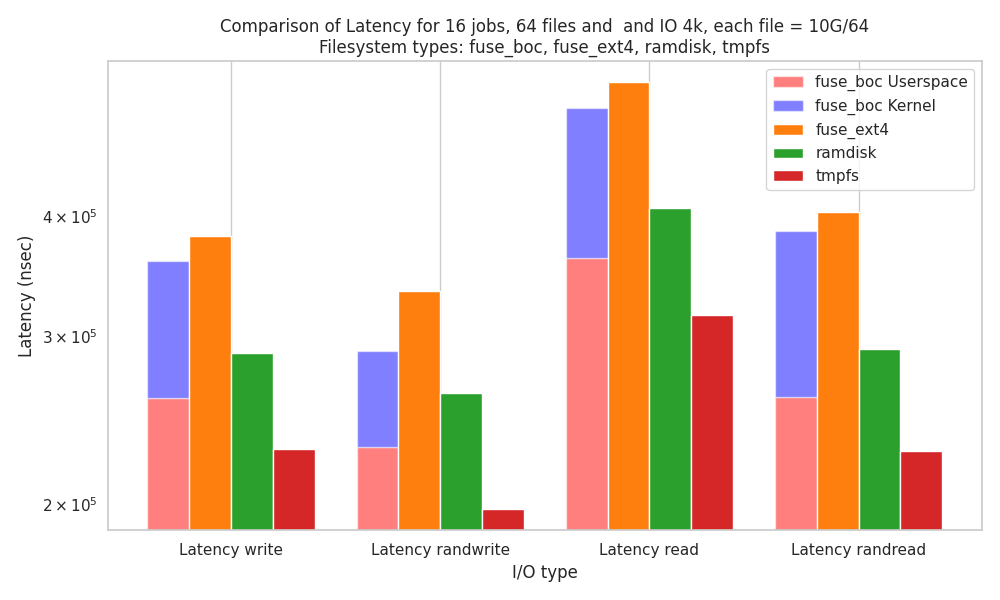 Comparison of Latency for 16 jobs, 64 files and  and IO 4k, each file = 10G/64
Filesystem types: fuse_boc, fuse_ext4, ramdisk, tmpfs
fuse_boc Userspace
fuse_boc Kernel
fuse_ext4
ramdisk
tmpfs
Latency (nsec)
4 × 10⁵
3 × 10⁵
2 × 10⁵
Latency write
Latency randwrite
Latency read
Latency randread
I/O type